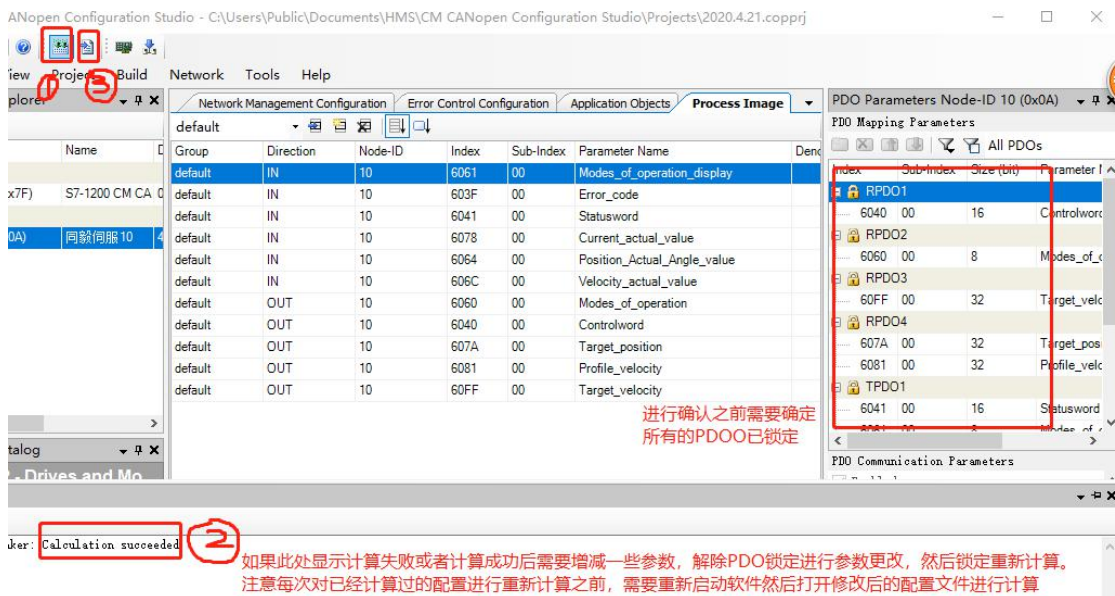 ANopen Configuration Studio - C:\Users\Public\Documents\HMS\CM CANopen Configuration Studio\Projects\2020.4.21.copprj
① ③
iew Project Build Network Tools Help
plorer
Network Management Configuration Error Control Configuration Application Objects Process Image
PDO Parameters Node-ID 10 (0x0A)
default
PDO Mapping Parameters
All PDOs
Name
Group Direction Node-ID Index Sub-Index Parameter Name Deno
default IN 10 6061 00 Modes_of_operation_display
default IN 10 603F 00 Error_code
default IN 10 6041 00 Statusword
default IN 10 6078 00 Current_actual_value
default IN 10 6064 00 Position_Actual_Angle_value
default IN 10 606C 00 Velocity_actual_value
default OUT 10 6060 00 Modes_of_operation
default OUT 10 6040 00 Controlword
default OUT 10 607A 00 Target_position
default OUT 10 6081 00 Profile_velocity
default OUT 10 60FF 00 Target_velocity
x7F) S7-1200 CM CA 0
0A) 同毅伺服10 4
Index Sub-Index Size (bit) Parameter
RPDO1
6040 00 16 Controlword
RPDO2
6060 00 8 Modes_of_c
RPDO3
60FF 00 32 Target_velc
RPDO4
607A 00 32 Target_pos
6081 00 32 Profile_velc
TPDO1
6041 00 16 Statusword
进行确认之前需要确定
所有的PDOO已锁定
atalog
PDO Communication Parameters
ker: Calculation succeeded ②
如果此处显示计算失败或者计算成功后需要增减一些参数，解除PDO锁定进行参数更改，然后锁定重新计算。
注意每次对已经计算过的配置进行重新计算之前，需要重新启动软件然后打开修改后的配置文件进行计算